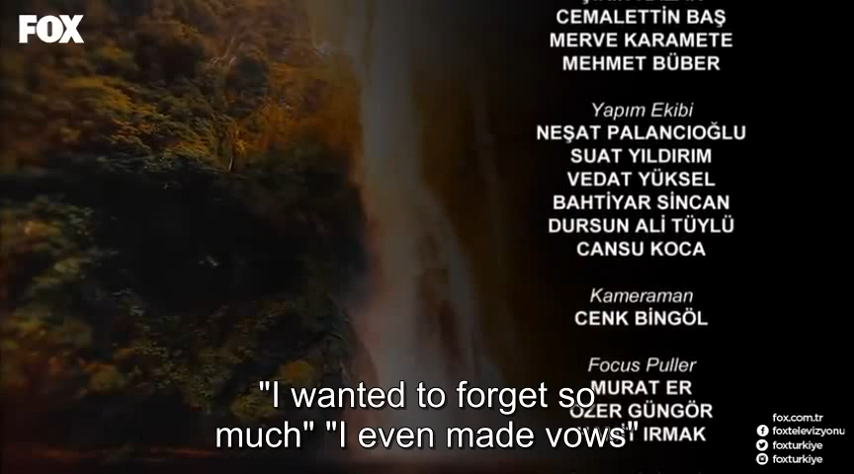 FOX
CEMALETTİN BAŞ
MERVE KARAMETE
MEHMET BÜBER
Yapım Ekibi
NEŞAT PALANCIOĞLU
SUAT YILDIRIM
VEDAT YÜKSEL
BAHTİYAR SİNCAN
DURSUN ALİ TÜYLÜ
CANSU KOCA
Kameraman
CENK BİNGÖL
Focus Puller
MURAT ER
ÖZER GÜNGÖR
IRMAK
"I wanted to forget so
much" "I even made vows"
fox.com.tr
foxtelevizyonu
foxturkiye
foxturkiye